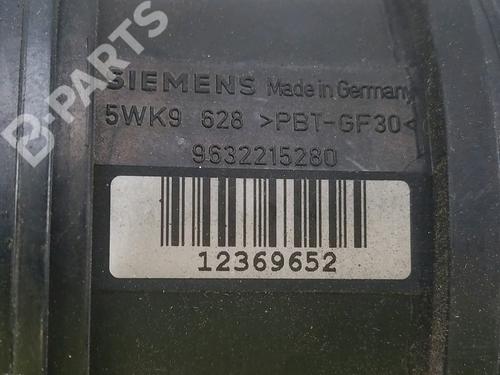 B-PARTS
SIEMENS Made in Germany
5WK9 628 >PBT-GF30<
9632215280
12369652